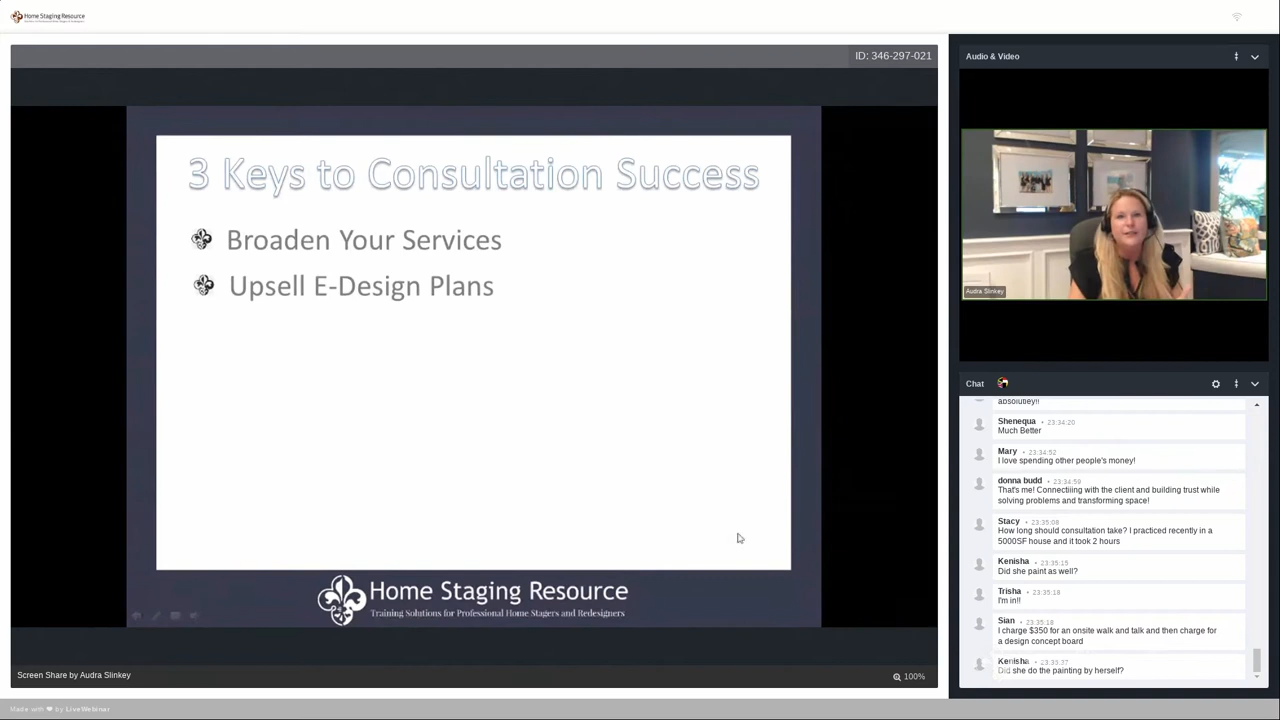 Home Staging Resource
ID: 346-297-021
3 Keys to Consultation Success
Broaden Your Services
Upsell E-Design Plans
Home Staging Resource
Training Solutions for Professional Home Stagers and Redesigners
Screen Share by Audra Slinkey
100%
Audio & Video
Audra Slinkey
Chat
absolutley!!
Shenequa • 23:34:20
Much Better
Mary • 23:34:52
I love spending other people's money!
donna budd • 23:34:59
That's me! Connectiiing with the client and building trust while
solving problems and transforming space!
Stacy • 23:35:08
How long should consultation take? I practiced recently in a
5000SF house and it took 2 hours
Kenisha • 23:35:15
Did she paint as well?
Trisha • 23:35:18
I'm in!!
Sian • 23:35:18
I charge $350 for an onsite walk and talk and then charge for
a design concept board
Kenisha
Did she do the painting by herself?
Made with ❤ by LiveWebinar